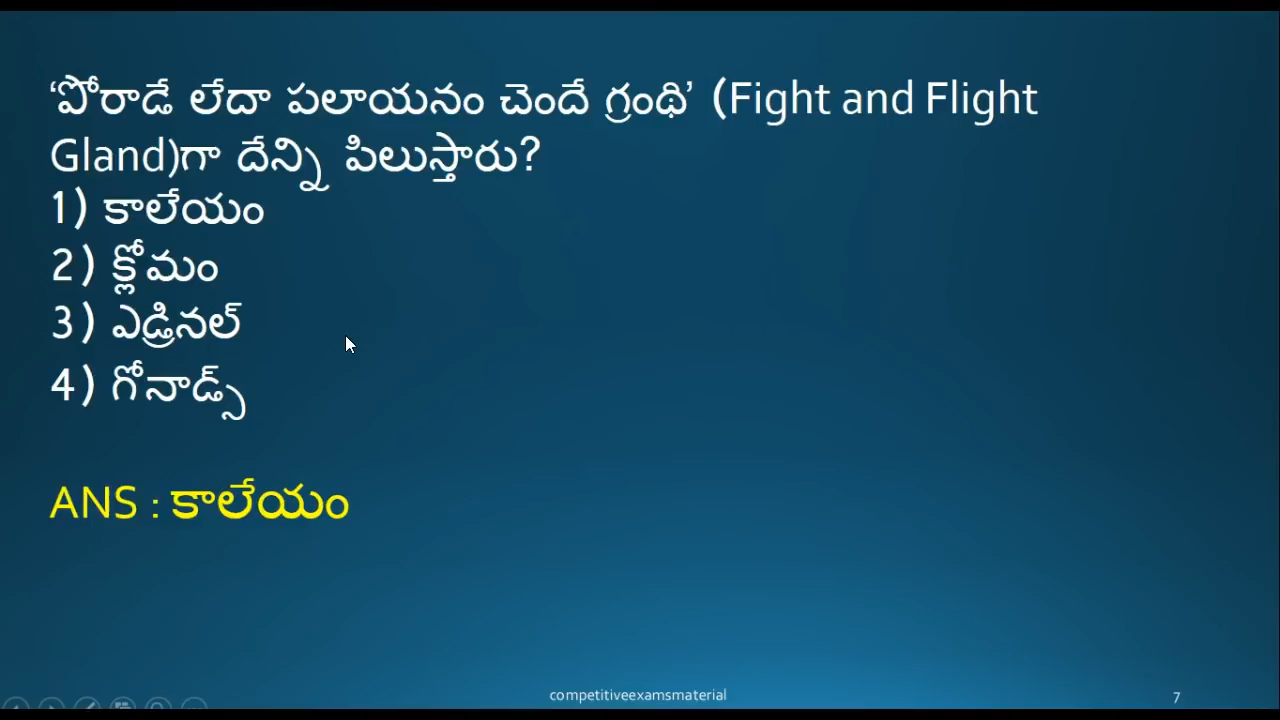 ‘పోరాడే లేదా పలాయనం చెందే గ్రంథి’ (Fight and Flight
Gland)గా దేన్ని పిలుస్తారు?
1) కాలేయం
2) క్లోమం
3) ఎడ్రినల్
4) గోనాడ్స్
ANS : కాలేయం
competitiveexamsmaterial
7